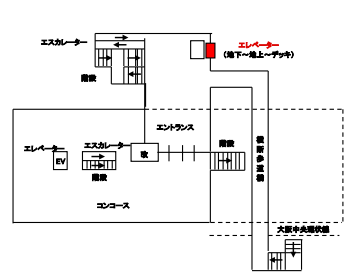 エスカレーター
エレベーター
(地下～地上～デッキ)
階段
エントランス
エレベーター
エスカレーター
階段
横断歩道橋
EV
改
階段
コンコース
大阪中央環状線